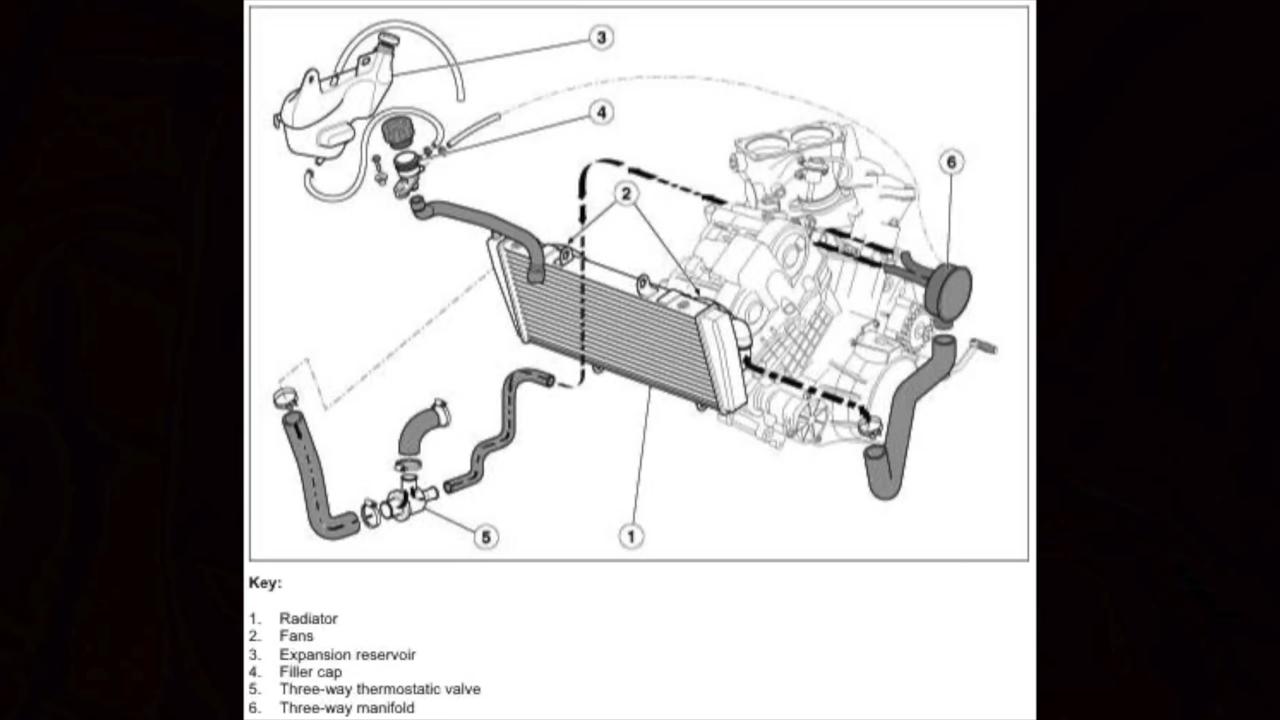 3
4
6
2
5
1
Key:
1. Radiator
2. Fans
3. Expansion reservoir
4. Filler cap
5. Three-way thermostatic valve
6. Three-way manifold